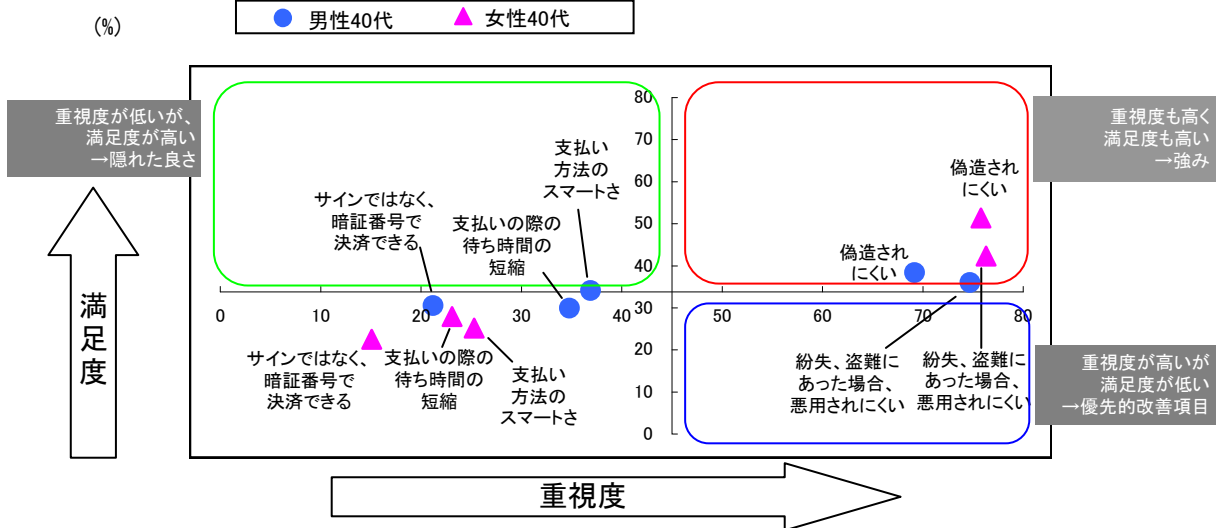 (%)
男性40代
女性40代
重視度が低いが、
満足度が高い
→隠れた良さ
重視度も高く
満足度も高い
→強み
重視度が高いが
満足度が低い
→優先的改善項目
満足度
重視度
80
70
60
50
40
30
20
10
0
0
10
20
30
40
50
60
70
80
サインではなく、
暗証番号で
決済できる
支払いの際の
待ち時間の
短縮
支払い
方法の
スマートさ
偽造され
にくい
偽造され
にくい
サインではなく、
暗証番号で
決済できる
支払いの際の
待ち時間の
短縮
支払い
方法の
スマートさ
紛失、盗難に
あった場合、
悪用されにくい
紛失、盗難に
あった場合、
悪用されにくい